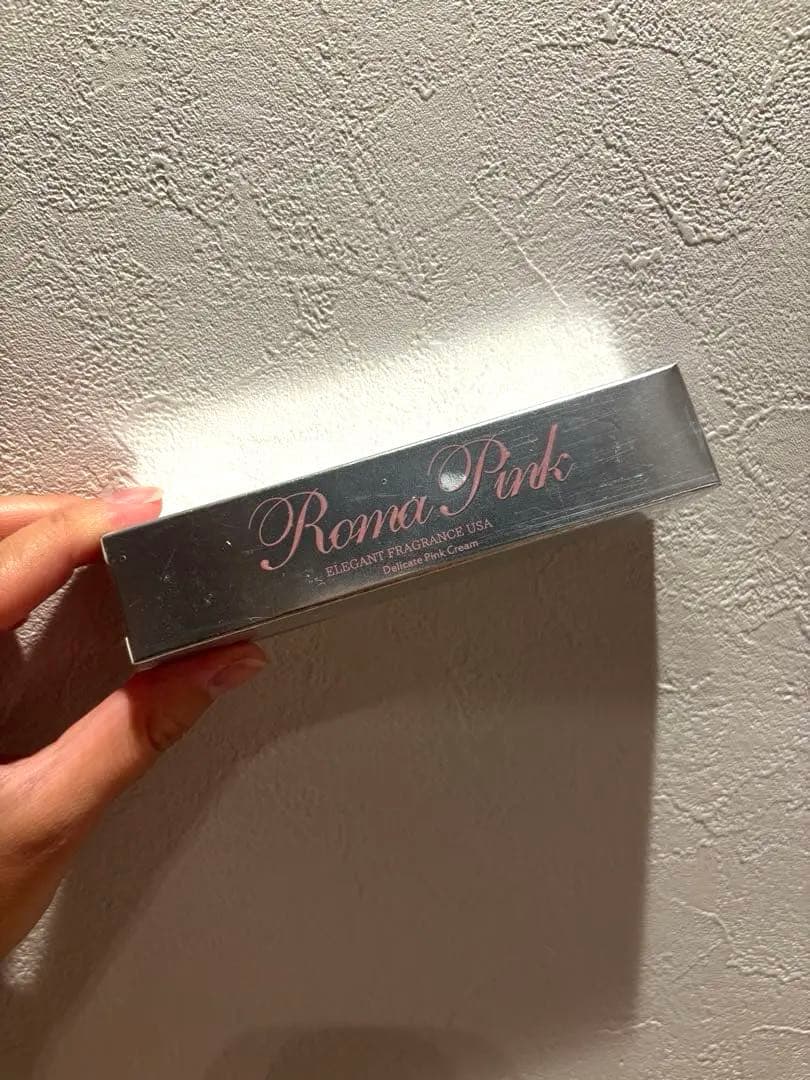 Roma Pink
ELEGANT FRAGRANCE USA
Delicate Pink Cream